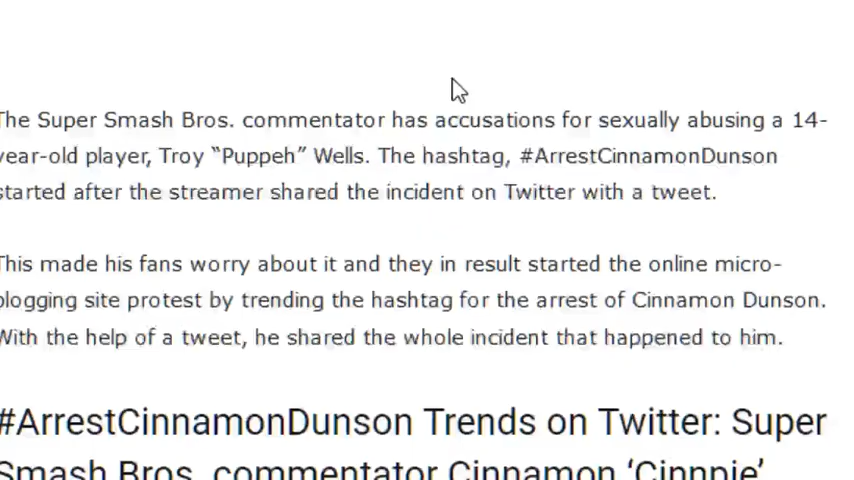 The Super Smash Bros. commentator has accusations for sexually abusing a 14-
year-old player, Troy “Puppeh” Wells. The hashtag, #ArrestCinnamonDunson
started after the streamer shared the incident on Twitter with a tweet.
This made his fans worry about it and they in result started the online micro-
blogging site protest by trending the hashtag for the arrest of Cinnamon Dunson.
With the help of a tweet, he shared the whole incident that happened to him.
#ArrestCinnamonDunson Trends on Twitter: Super
Smash Bros. commentator Cinnamon ‘Cinnpie’